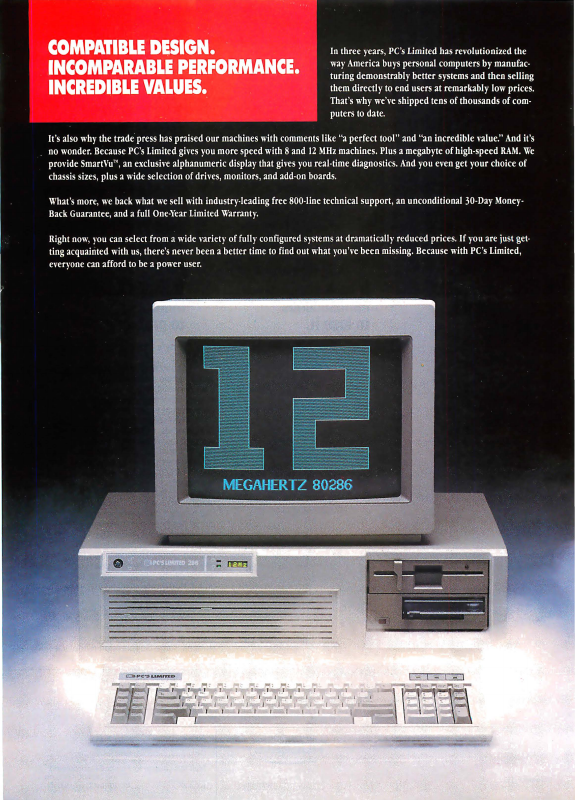 COMPATIBLE DESIGN.
INCOMPARABLE PERFORMANCE.
INCREDIBLE VALUES.
In three years, PC's Limited has revolutionized the
way America buys personal computers by manufac-
turing demonstrably better systems and then selling
them directly to end users at remarkably low prices.
That's why we've shipped tens of thousands of com-
puters to date.
It's also why the trade press has praised our machines with comments like "a perfect tool" and "an incredible value." And it's
no wonder. Because PC's Limited gives you more speed with 8 and 12 MHz machines. Plus a megabyte of high-speed RAM. We
provide SmartVu™, an exclusive alphanumeric display that gives you real-time diagnostics. And you even get your choice of
chassis sizes, plus a wide selection of drives, monitors, and add-on boards.
What's more, we back what we sell with industry-leading free 800-line technical support, an unconditional 30-Day Money-
Back Guarantee, and a full One-Year Limited Warranty.
Right now, you can select from a wide variety of fully configured systems at dramatically reduced prices. If you are just get-
ting acquainted with us, there's never been a better time to find out what you've been missing. Because with PC's Limited,
everyone can afford to be a power user.
12
MEGAHERTZ 80286
PC'S LIMITED 286
PC'S LIMITED